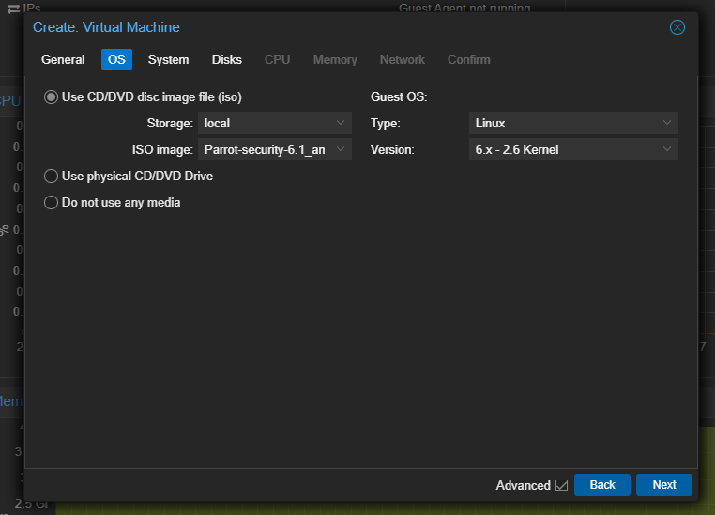 IPs
Guest Agent not running
Create: Virtual Machine
General OS System Disks CPU Memory Network Confirm
Use CD/DVD disc image file (iso)
Guest OS:
Storage: local
Type: Linux
ISO image: Parrot-security-6.1_an
Version: 6.x - 2.6 Kernel
Use physical CD/DVD Drive
Do not use any media
Advanced
Back
Next